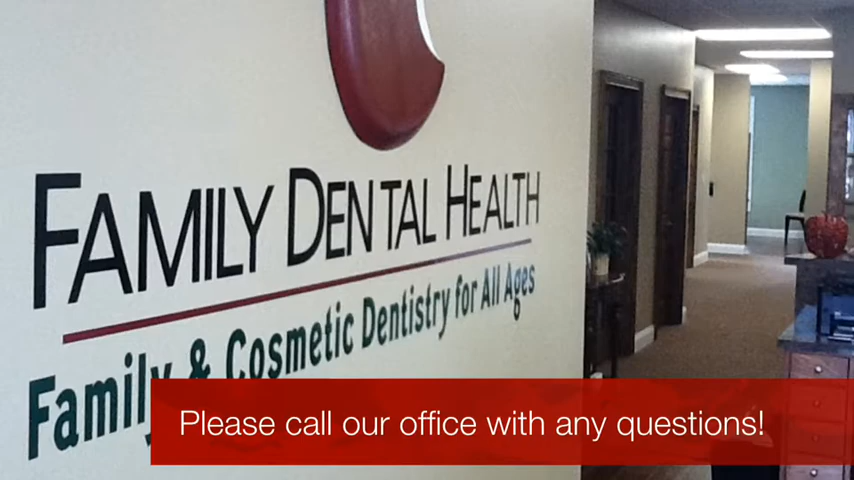 FAMILY DENTAL HEALTH
Family & Cosmetic Dentistry for All Ages
Please call our office with any questions!